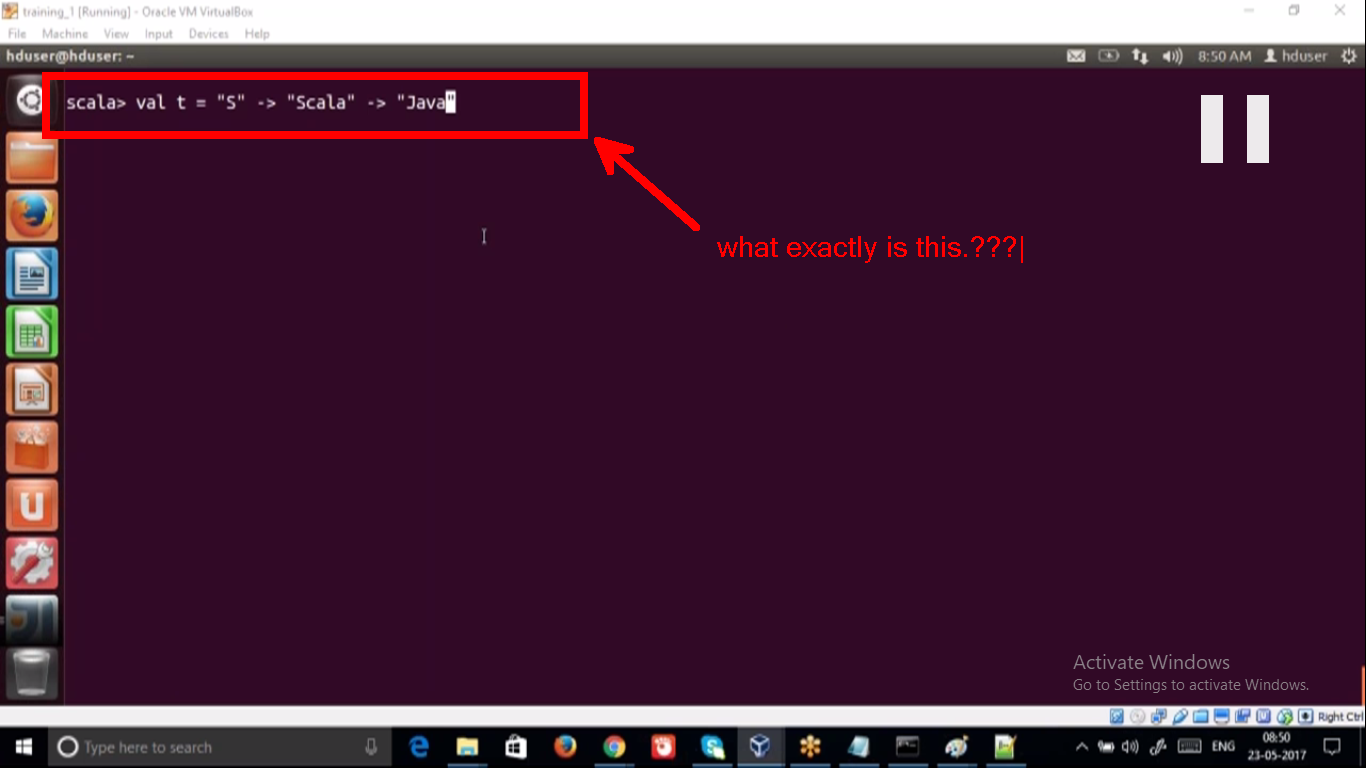 training_1 [Running] - Oracle VM VirtualBox
File Machine View Input Devices Help
hduser@hduser: ~
8:50 AM hduser
scala> val t = "S" -> "Scala" -> "Java"
what exactly is this.???
Activate Windows
Go to Settings to activate Windows.
Right Ctrl
Type here to search
ENG
08:50
23-05-2017